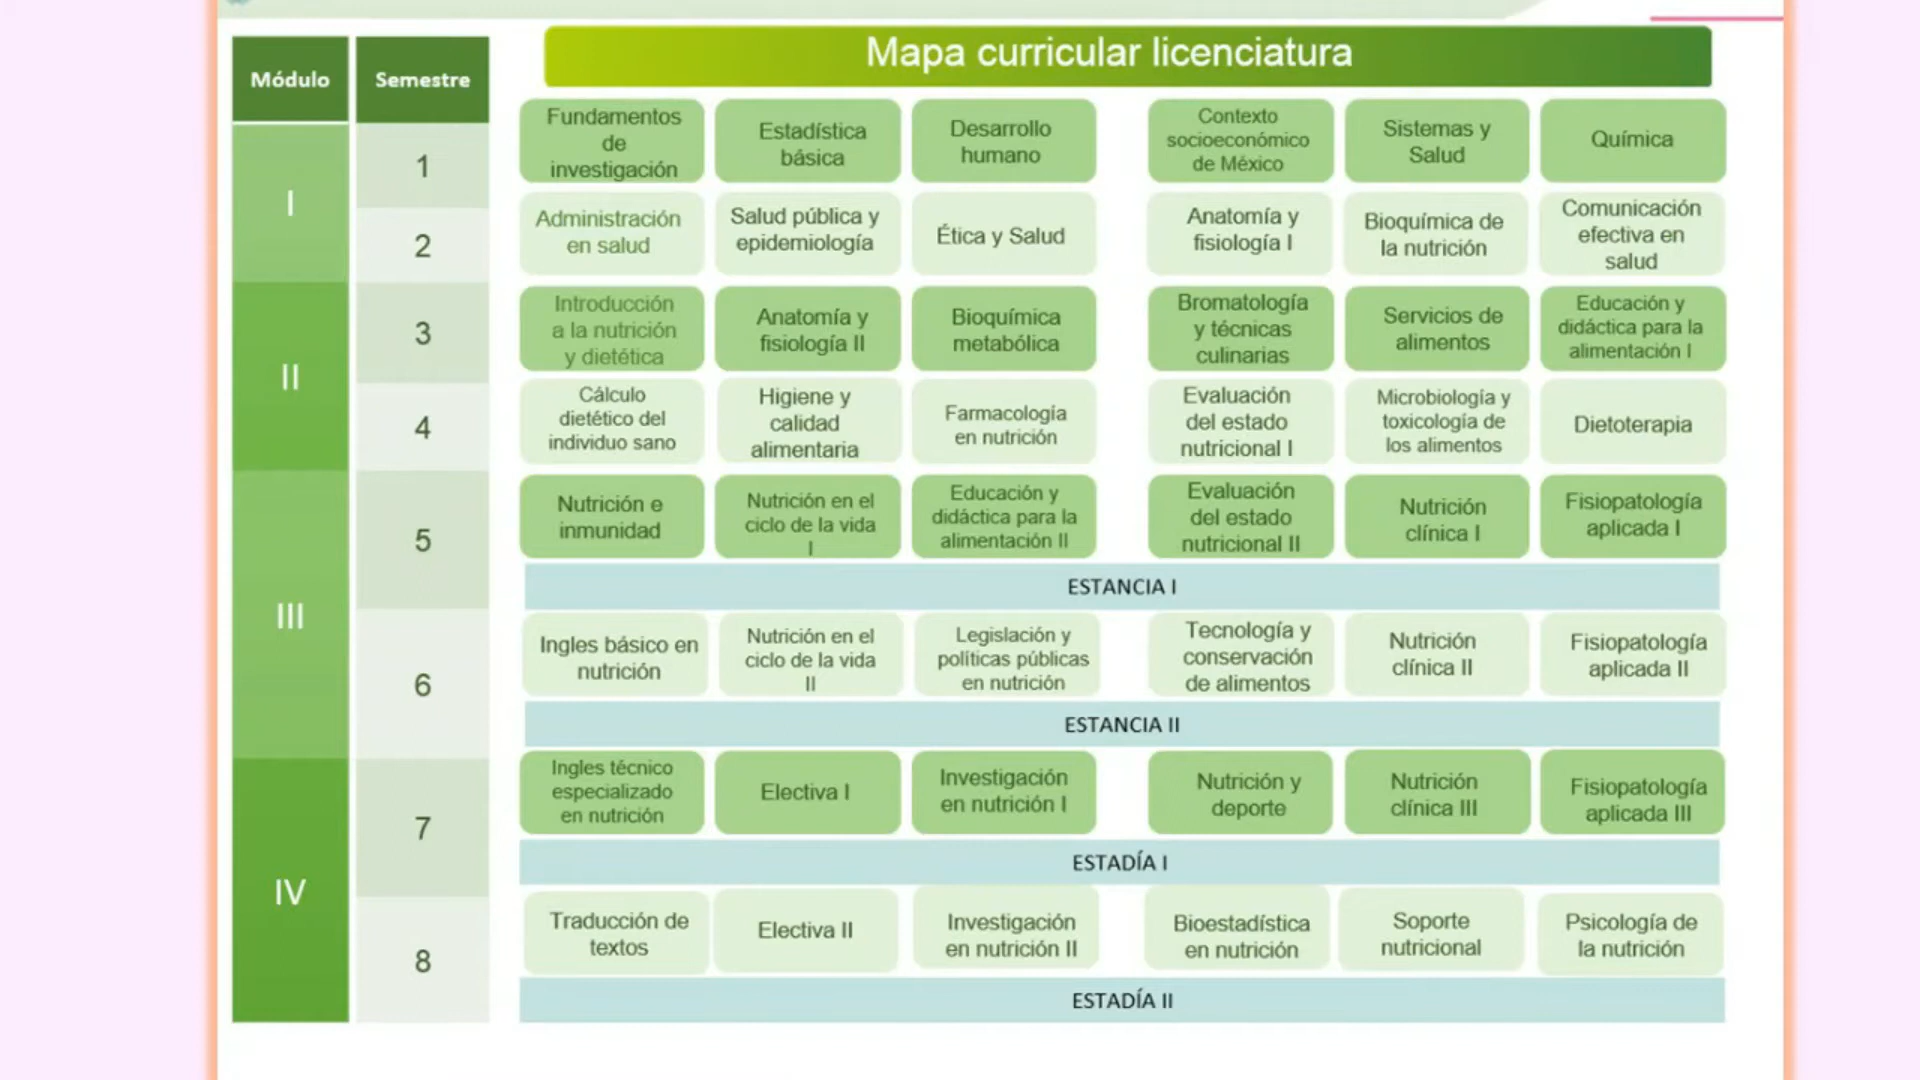 Mapa curricular licenciatura
Módulo
Semestre
I
1
Fundamentos
de
investigación
Estadística
básica
Desarrollo
humano
Contexto
socioeconómico
de México
Sistemas y
Salud
Química
2
Administración
en salud
Salud pública y
epidemiología
Ética y Salud
Anatomía y
fisiología I
Bioquímica de
la nutrición
Comunicación
efectiva en
salud
II
3
Introducción
a la nutrición
y dietética
Anatomía y
fisiología II
Bioquímica
metabólica
Bromatología
y técnicas
culinarias
Servicios de
alimentos
Educación y
didáctica para la
alimentación I
4
Cálculo
dietético del
individuo sano
Higiene y
calidad
alimentaria
Farmacología
en nutrición
Evaluación
del estado
nutricional I
Microbiología y
toxicología de
los alimentos
Dietoterapia
III
5
Nutrición e
inmunidad
Nutrición en el
ciclo de la vida
I
Educación y
didáctica para la
alimentación II
Evaluación
del estado
nutricional II
Nutrición
clínica I
Fisiopatología
aplicada I
ESTANCIA I
6
Ingles básico en
nutrición
Nutrición en el
ciclo de la vida
II
Legislación y
políticas públicas
en nutrición
Tecnología y
conservación
de alimentos
Nutrición
clínica II
Fisiopatología
aplicada II
ESTANCIA II
IV
7
Ingles técnico
especializado
en nutrición
Electiva I
Investigación
en nutrición I
Nutrición y
deporte
Nutrición
clínica III
Fisiopatología
aplicada III
ESTADÍA I
8
Traducción de
textos
Electiva II
Investigación
en nutrición II
Bioestadística
en nutrición
Soporte
nutricional
Psicología de
la nutrición
ESTADÍA II